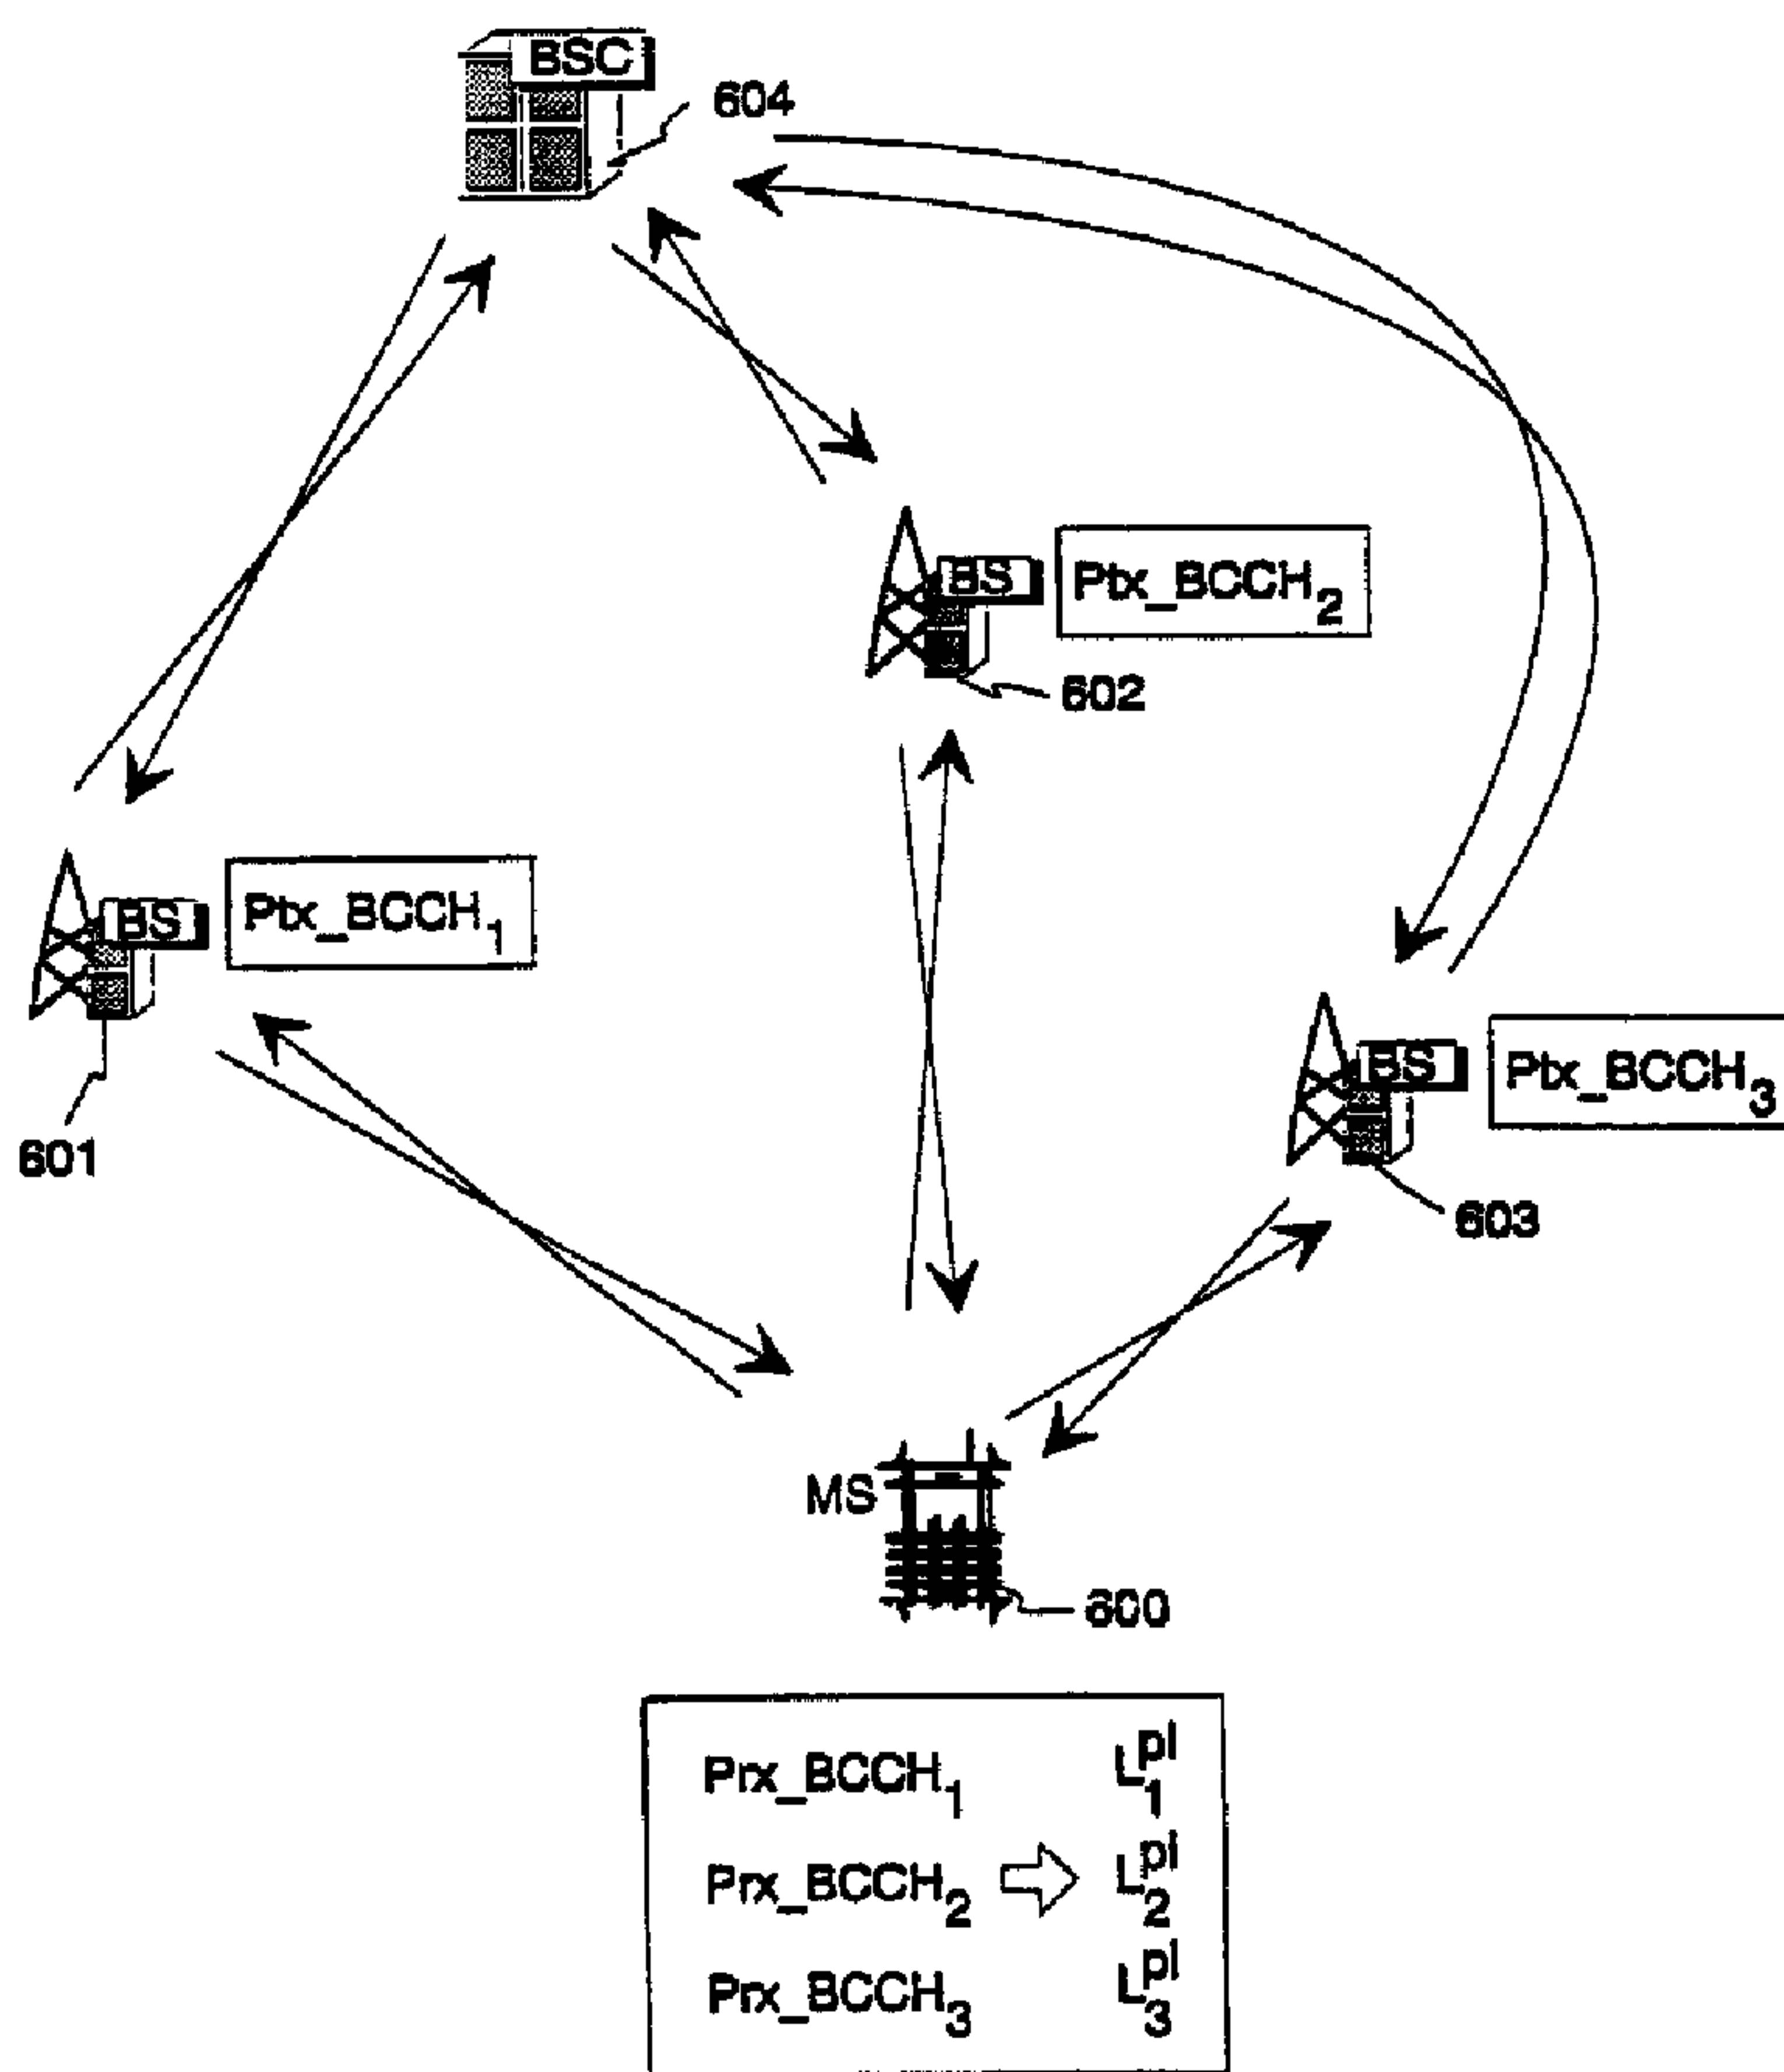 BSC
604
BS
Ptx_BCCH2
602
BS
Ptx_BCCH1
601
BS
Ptx_BCCH3
603
MS
600
Prx_BCCH1 L1pl
Prx_BCCH2 ⇨ L2pl
Prx_BCCH3 L3pl